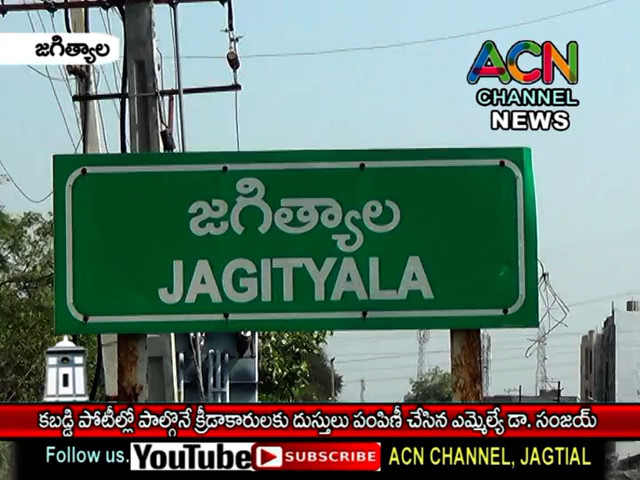 జగిత్యాల
ACN
CHANNEL
NEWS
జగిత్యాల
JAGITYALA
కబడ్డి పోటీల్లో పాల్గొనే క్రీడాకారులకు దుస్తులు పంపిణీ చేసిన ఎమ్మెల్యే డా. సంజయ్
Follow us. YouTube SUBSCRIBE ACN CHANNEL, JAGTIAL